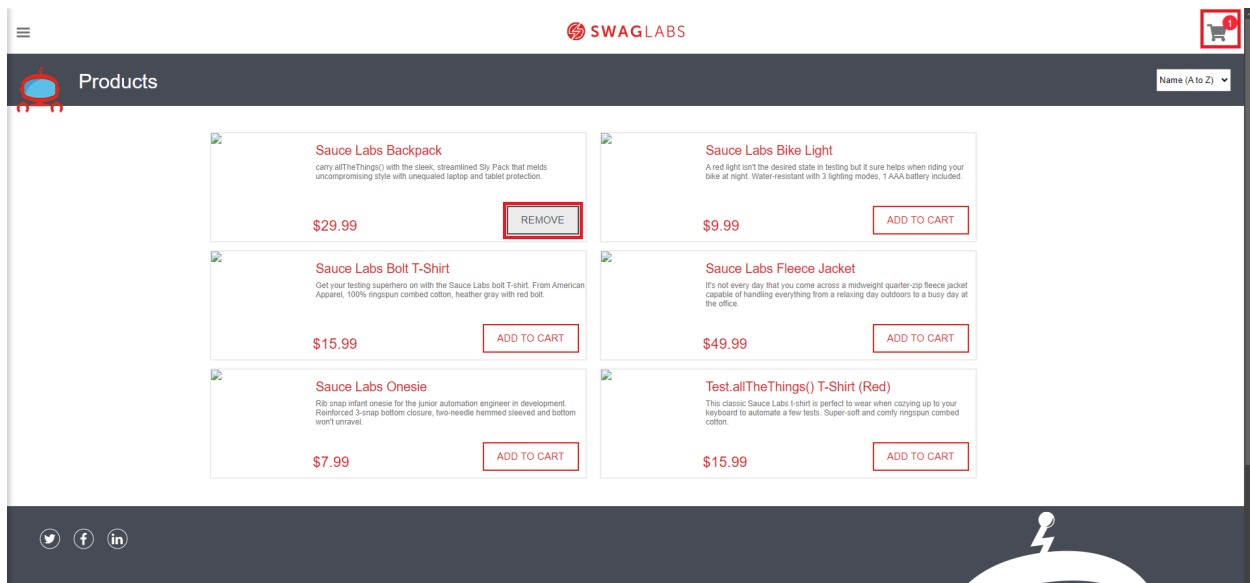 SWAGLABS
1
Products
Name (A to Z)
Sauce Labs Backpack
carry.allTheThings() with the sleek, streamlined Sly Pack that melds
uncompromising style with unequaled laptop and tablet protection.
$29.99
REMOVE
Sauce Labs Bike Light
A red light isn't the desired state in testing but it sure helps when riding your
bike at night. Water-resistant with 3 lighting modes, 1 AAA battery included.
$9.99
ADD TO CART
Sauce Labs Bolt T-Shirt
Get your testing superhero on with the Sauce Labs bolt T-shirt. From American
Apparel, 100% ringspun combed cotton, heather gray with red bolt.
$15.99
ADD TO CART
Sauce Labs Fleece Jacket
It's not every day that you come across a midweight quarter-zip fleece jacket
capable of handling everything from a relaxing day outdoors to a busy day at
the office.
$49.99
ADD TO CART
Sauce Labs Onesie
Rib snap infant onesie for the junior automation engineer in development.
Reinforced 3-snap bottom closure, two-needle hemmed sleeved and bottom
won't unravel.
$7.99
ADD TO CART
Test.allTheThings() T-Shirt (Red)
This classic Sauce Labs t-shirt is perfect to wear when cozying up to your
keyboard to automate a few tests. Super-soft and comfy ringspun combed
cotton.
$15.99
ADD TO CART